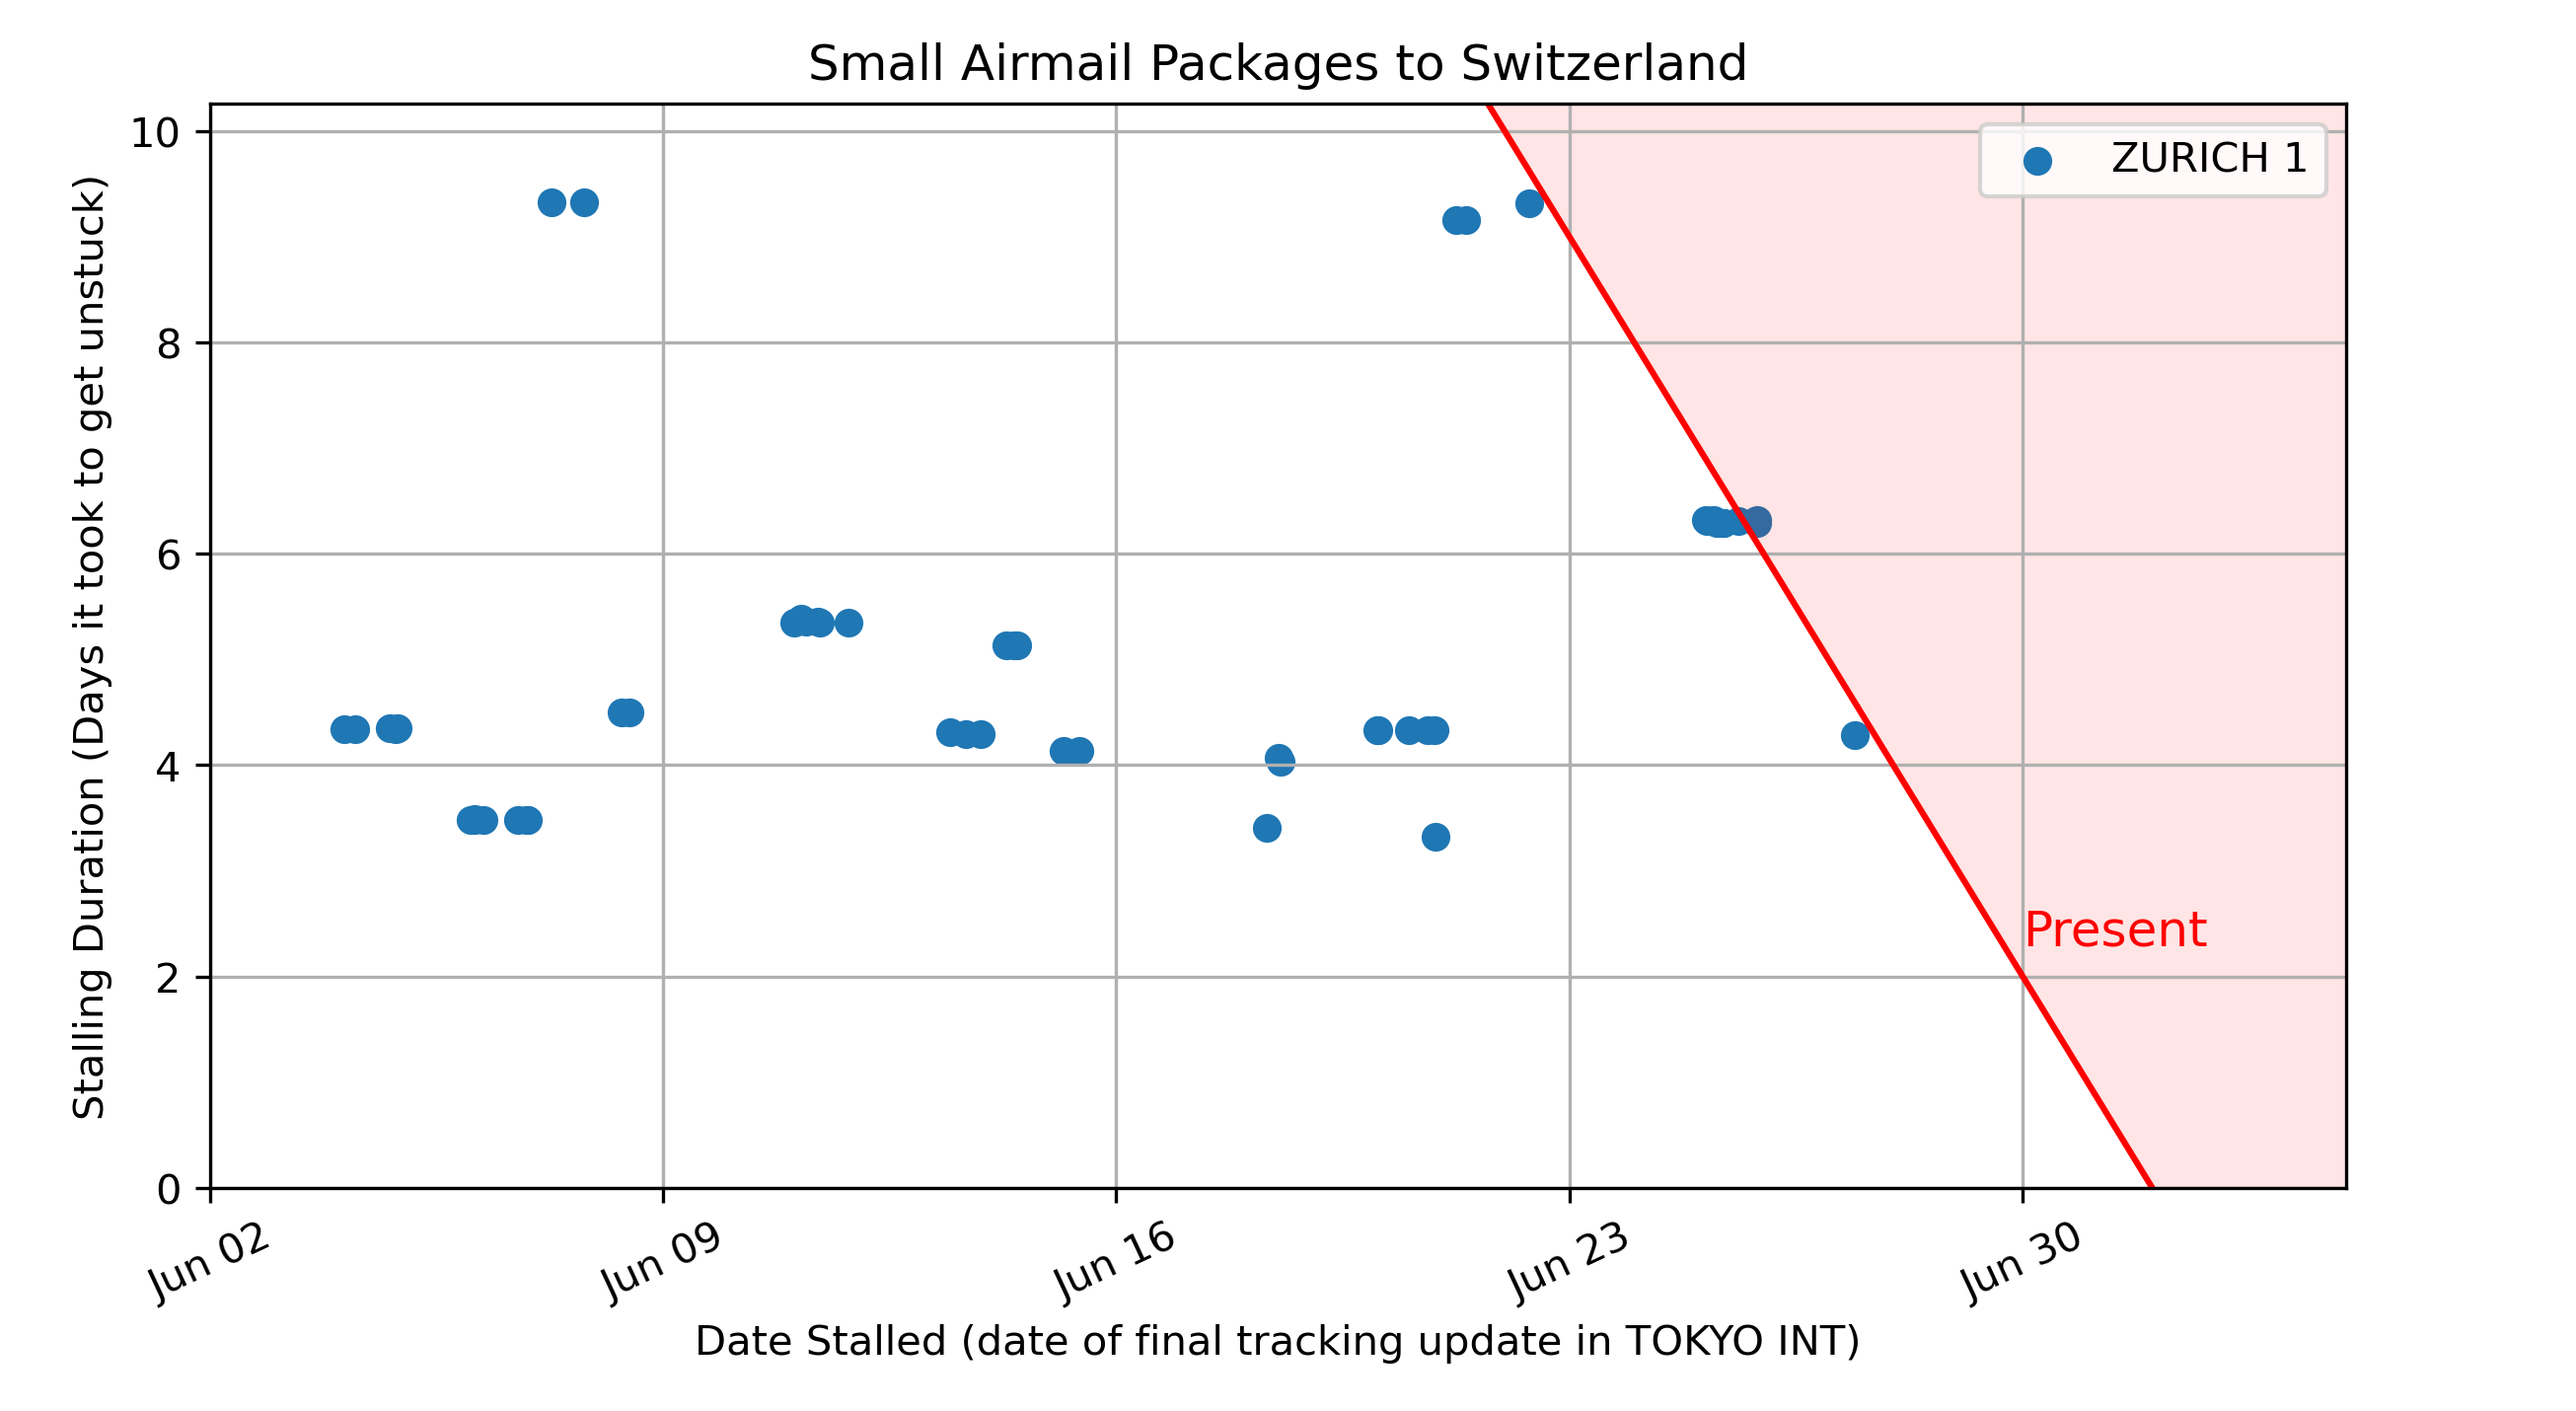 Small Airmail Packages to Switzerland
ZURICH 1
Stalling Duration (Days it took to get unstuck)
10
8
6
4
2
0
Present
Jun 02
Jun 09
Jun 16
Jun 23
Jun 30
Date Stalled (date of final tracking update in TOKYO INT)